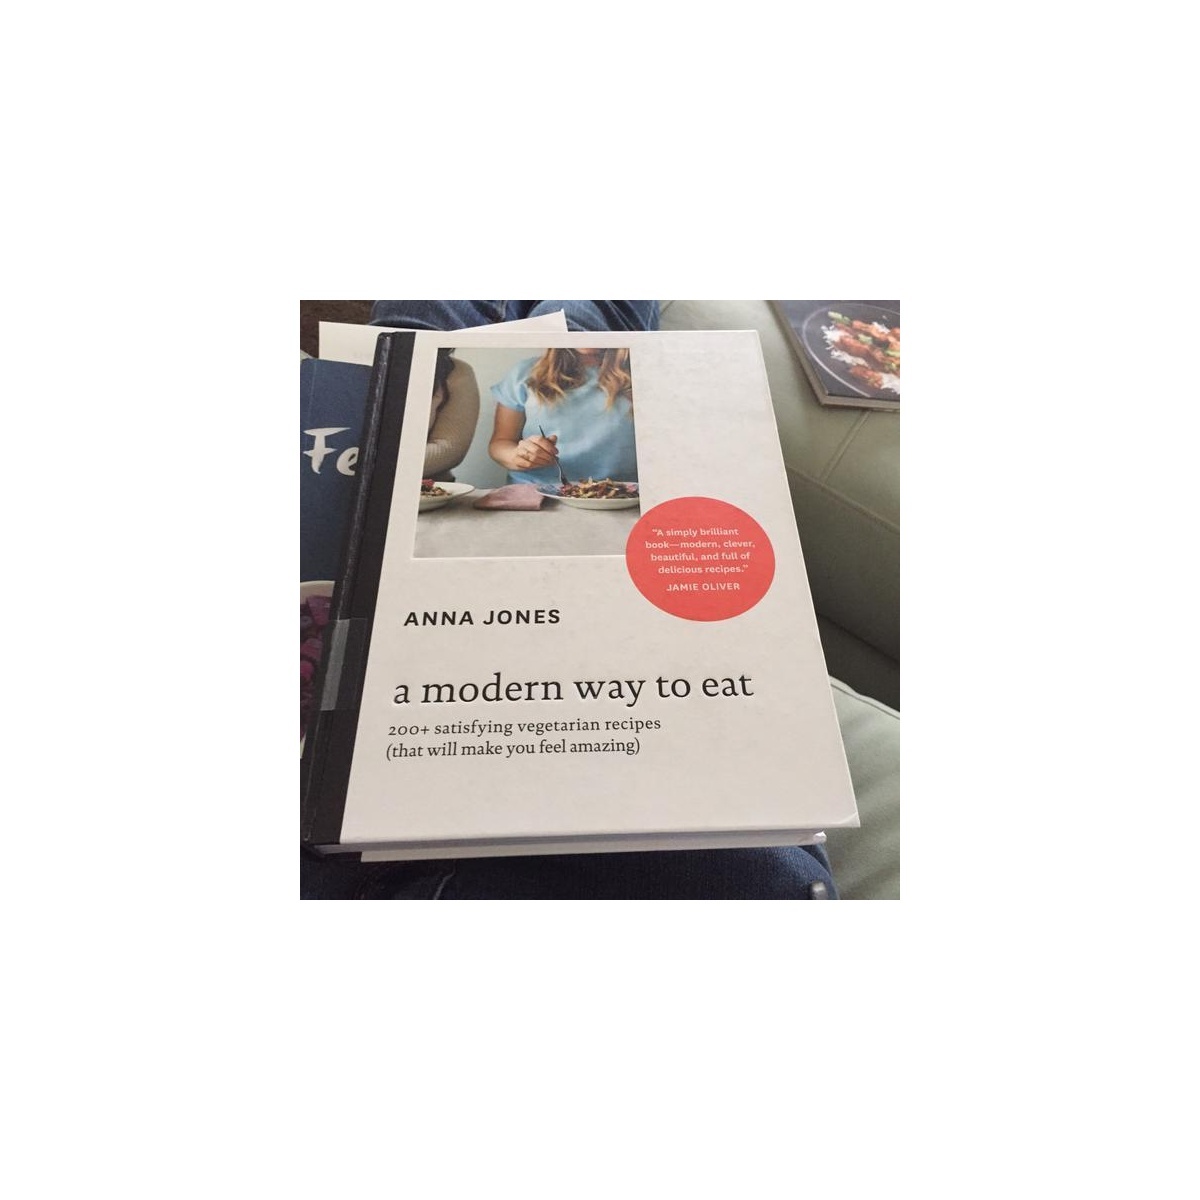 Fe
"A simply brilliant
book—modern, clever,
beautiful, and full of
delicious recipes."
JAMIE OLIVER
ANNA JONES
a modern way to eat
200+ satisfying vegetarian recipes
(that will make you feel amazing)